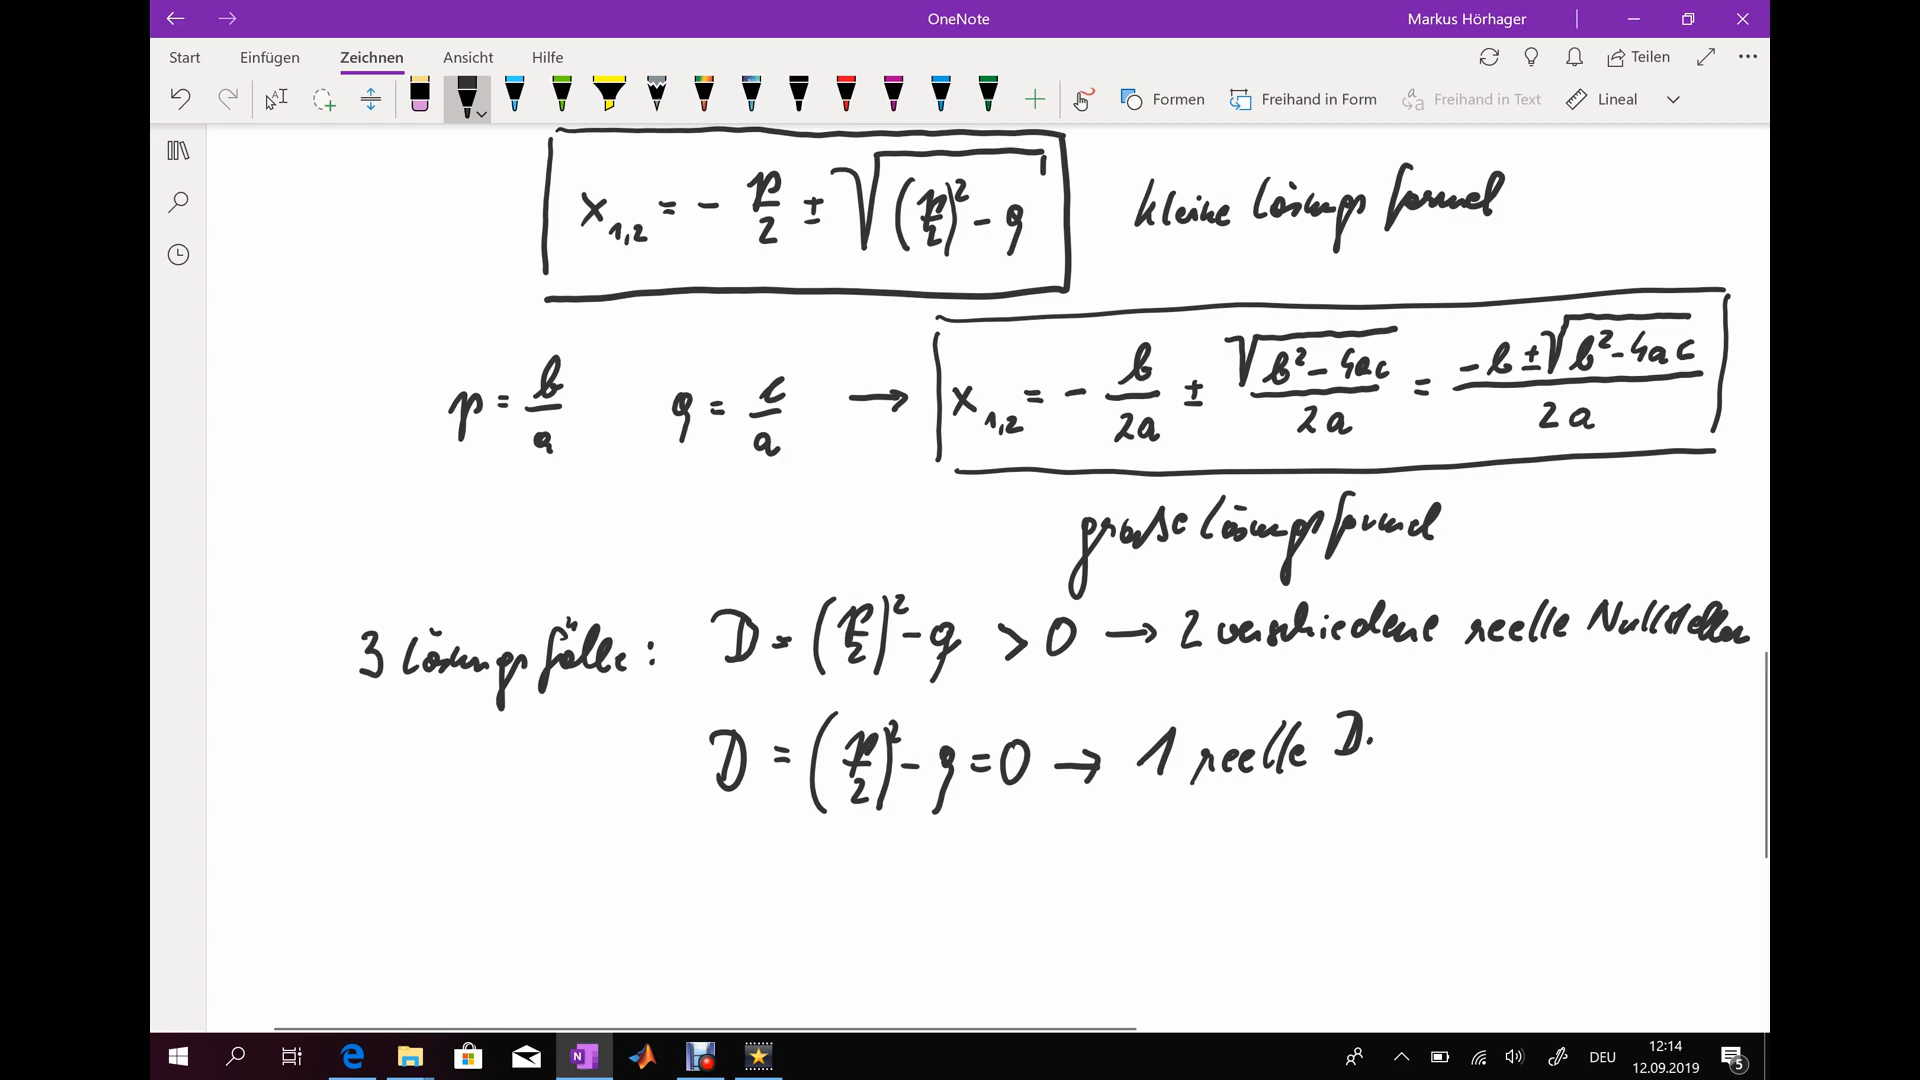 OneNote
Markus Hörhager
Start Einfügen Zeichnen Ansicht Hilfe
Teilen
Formen Freihand in Form Freihand in Text Lineal
x₁,₂ = - p/2 ± √((p/2)² - q) kleine Lösungsformel
p = b/a q = c/a → x₁,₂ = - b/2a ± √(b² - 4ac)/2a = (-b ± √(b² - 4ac))/2a
große Lösungsformel
3 Lösungsfälle: D = (p/2)² - q > 0 → 2 verschiedene reelle Nullstellen
D = (p/2)² - q = 0 → 1 reelle D.
DEU
12:14
12.09.2019
5